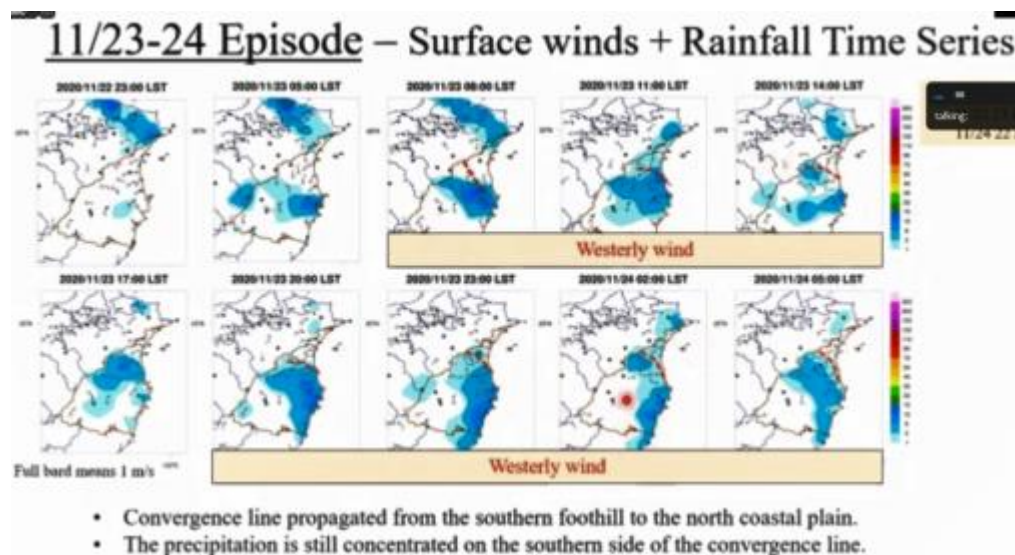 11/23-24 Episode – Surface winds + Rainfall Time Series
2020/11/22 23:00 LST
2020/11/23 05:00 LST
2020/11/23 08:00 LST
2020/11/23 11:00 LST
2020/11/23 14:00 LST
talking:
11/24 22
Westerly wind
2020/11/23 17:00 LST
2020/11/23 20:00 LST
2020/11/23 23:00 LST
2020/11/24 02:00 LST
2020/11/24 05:00 LST
Full bard means 1 m/s
Westerly wind
• Convergence line propagated from the southern foothill to the north coastal plain.
• The precipitation is still concentrated on the southern side of the convergence line.